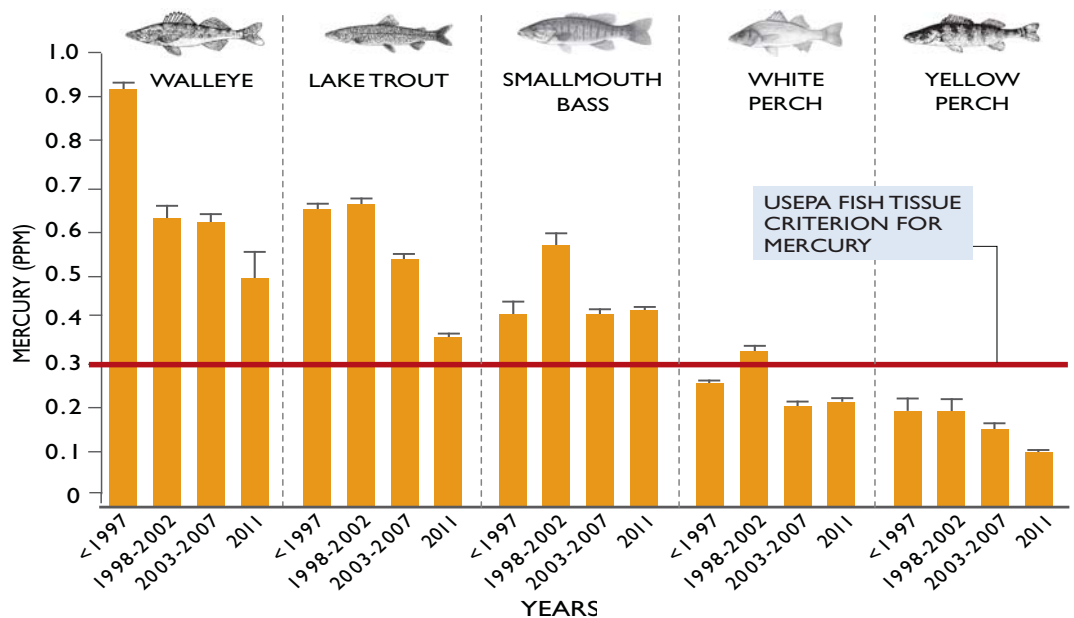 WALLEYE
LAKE TROUT
SMALLMOUTH
BASS
WHITE
PERCH
YELLOW
PERCH
1.0
0.9
0.8
0.7
0.6
0.5
0.4
0.3
0.2
0.1
0
MERCURY (PPM)
USEPA FISH TISSUE
CRITERION FOR
MERCURY
<1997
1998-2002
2003-2007
2011
<1997
1998-2002
2003-2007
2011
<1997
1998-2002
2003-2007
2011
<1997
1998-2002
2003-2007
2011
<1997
1998-2002
2003-2007
2011
YEARS